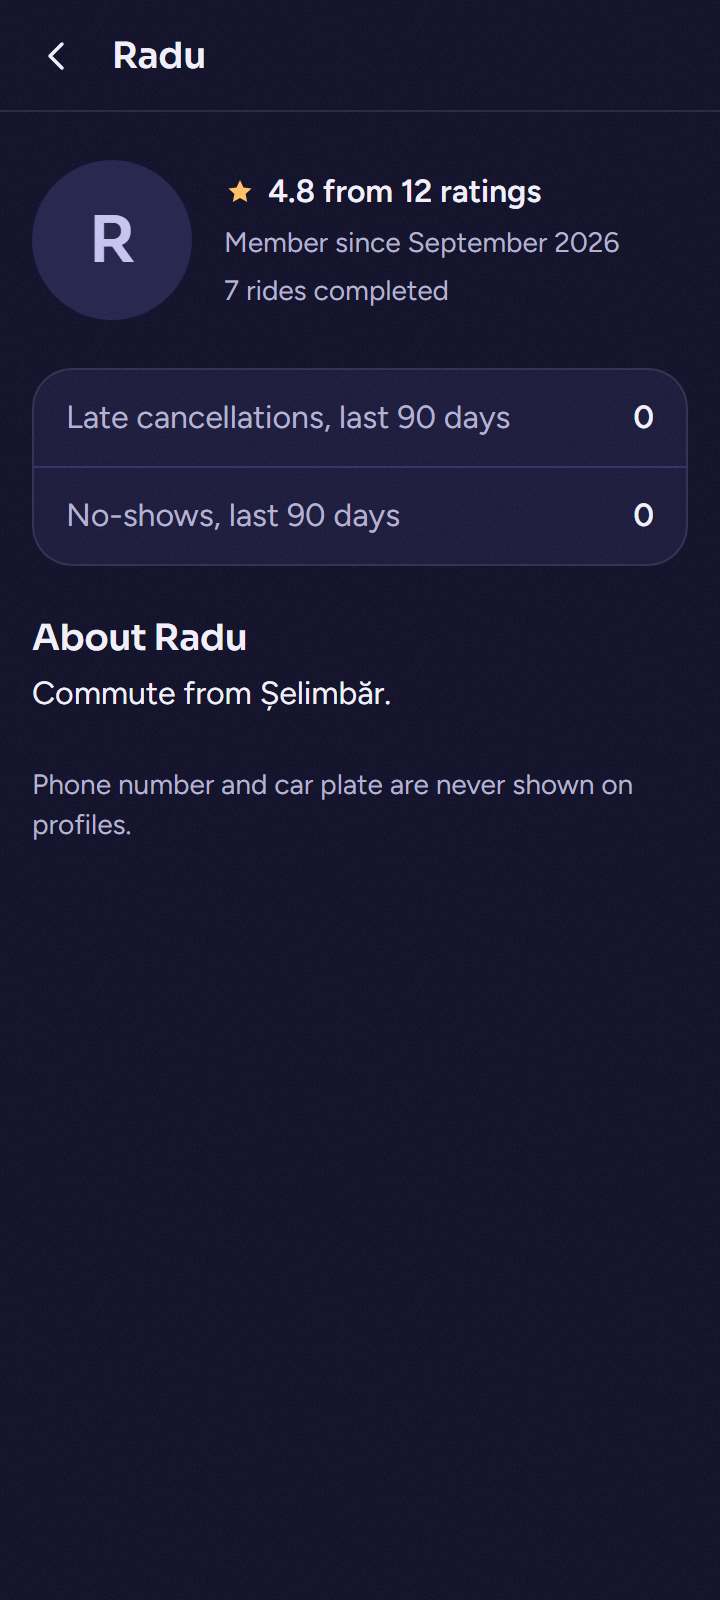 Radu
R
4.8 from 12 ratings
Member since September 2026
7 rides completed
Late cancellations, last 90 days 0
No-shows, last 90 days 0
About Radu
Commute from Șelimbăr.
Phone number and car plate are never shown on
profiles.